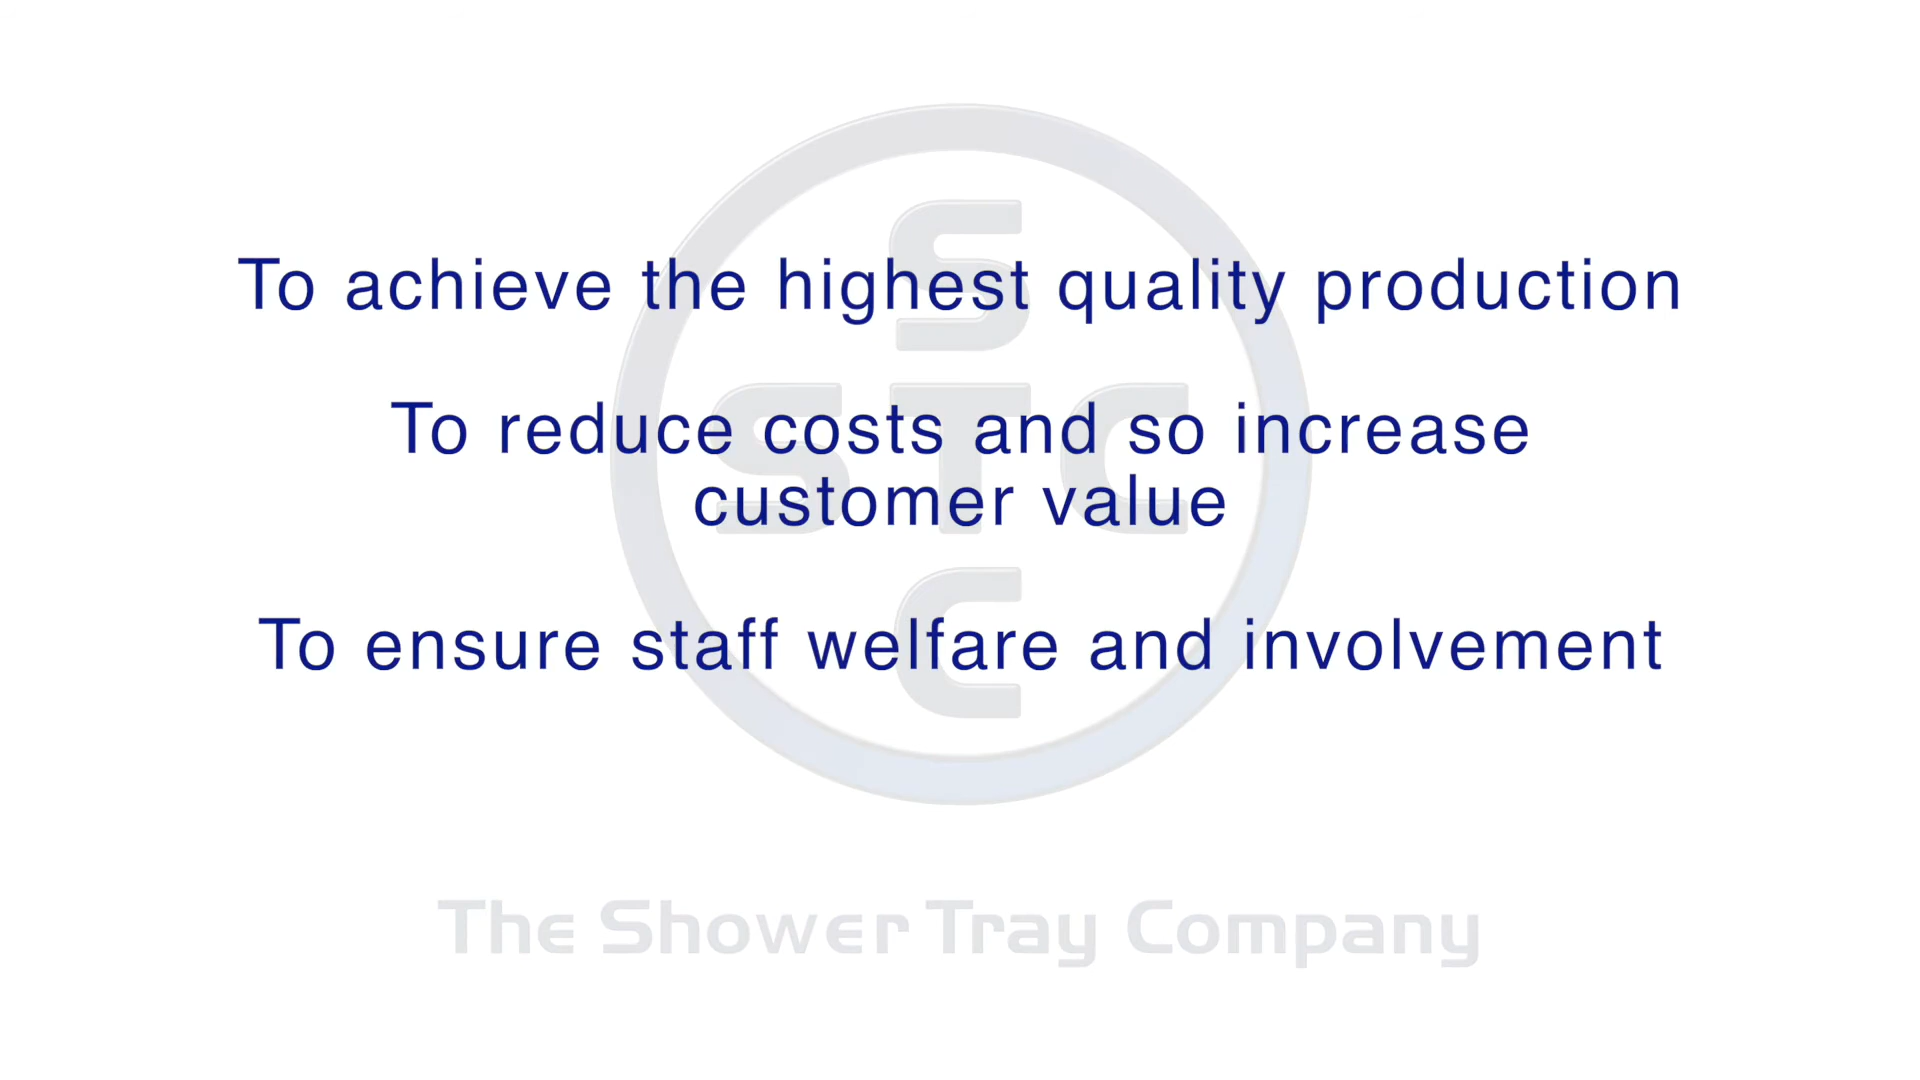 S
To achieve the highest quality production
STC
To reduce costs and so increase
customer value
C
To ensure staff welfare and involvement
The Shower Tray Company